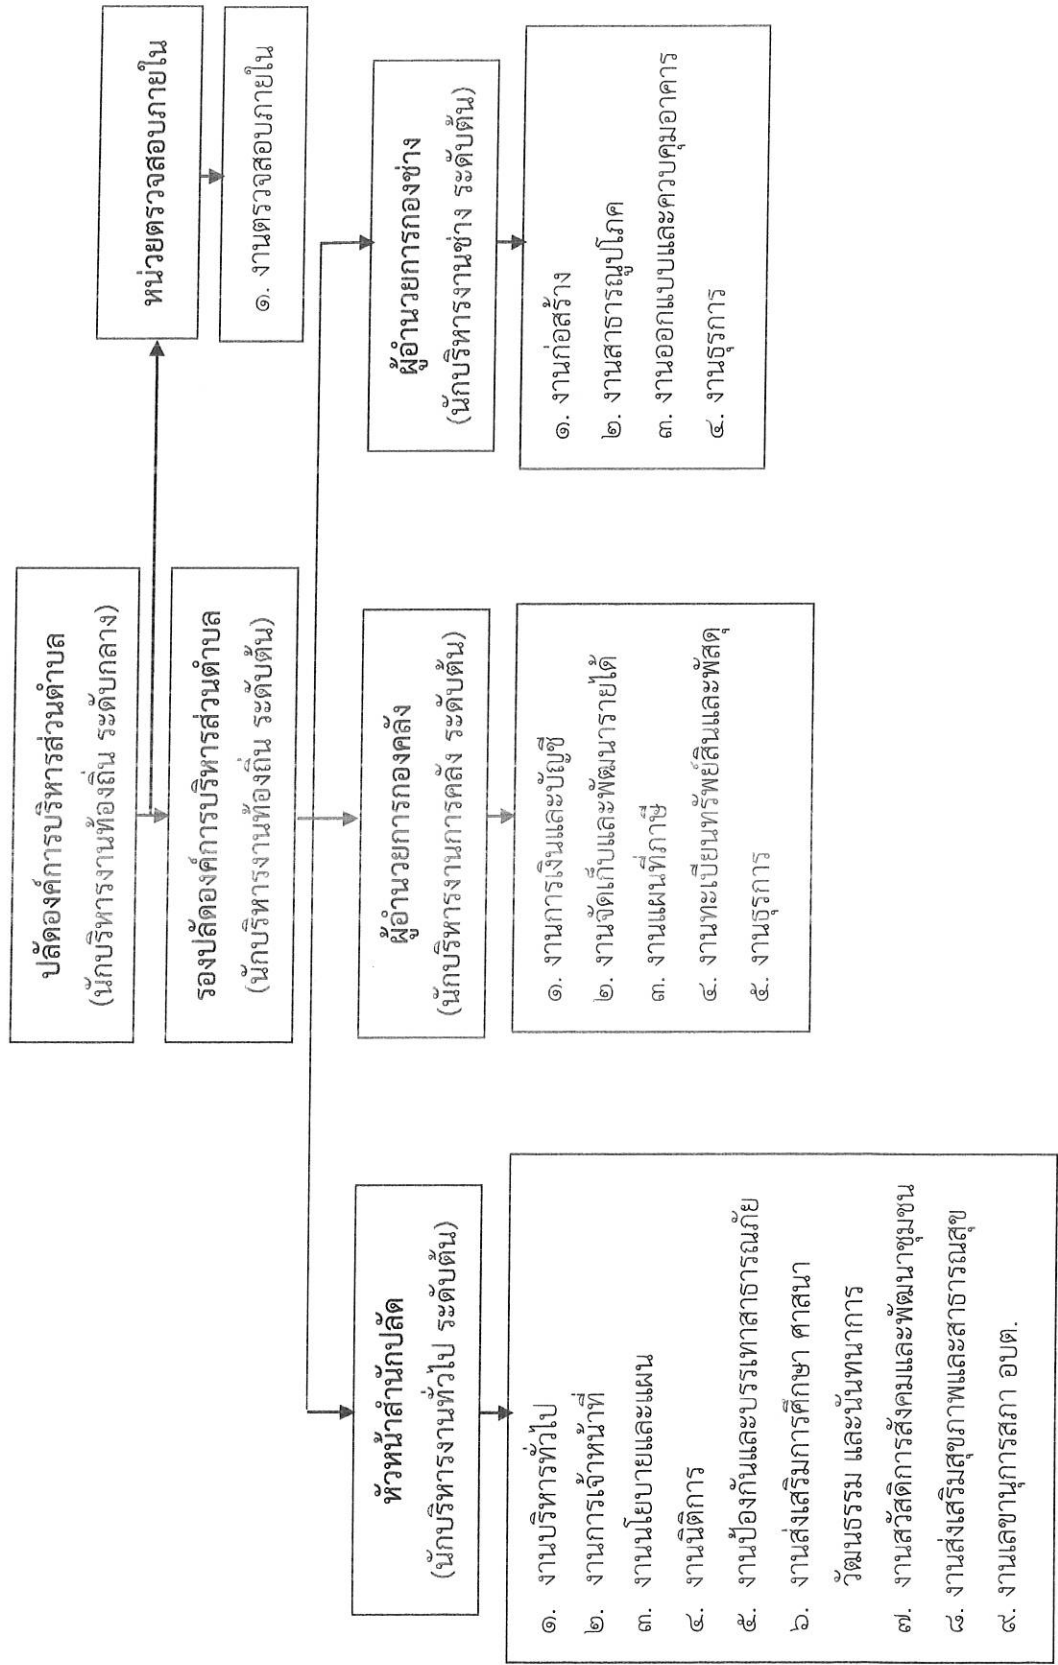 ปลัดองค์การบริหารส่วนตำบล
(นักบริหารงานท้องถิ่น ระดับกลาง)
หน่วยตรวจสอบภายใน
๑. งานตรวจสอบภายใน
รองปลัดองค์การบริหารส่วนตำบล
(นักบริหารงานท้องถิ่น ระดับต้น)
หัวหน้าสำนักปลัด
(นักบริหารงานทั่วไป ระดับต้น)
๑. งานบริหารทั่วไป
๒. งานการเจ้าหน้าที่
๓. งานนโยบายและแผน
๔. งานนิติการ
๕. งานป้องกันและบรรเทาสาธารณภัย
๖. งานส่งเสริมการศึกษา ศาสนา
วัฒนธรรม และนันทนาการ
๗. งานสวัสดิการสังคมและพัฒนาชุมชน
๘. งานส่งเสริมสุขภาพและสาธารณสุข
๙. งานเลขานุการสภา อบต.
ผู้อำนวยการกองคลัง
(นักบริหารงานการคลัง ระดับต้น)
๑. งานการเงินและบัญชี
๒. งานจัดเก็บและพัฒนารายได้
๓. งานแผนที่ภาษี
๔. งานทะเบียนทรัพย์สินและพัสดุ
๕. งานธุรการ
ผู้อำนวยการกองช่าง
(นักบริหารงานช่าง ระดับต้น)
๑. งานก่อสร้าง
๒. งานสาธารณูปโภค
๓. งานออกแบบและควบคุมอาคาร
๔. งานธุรการ